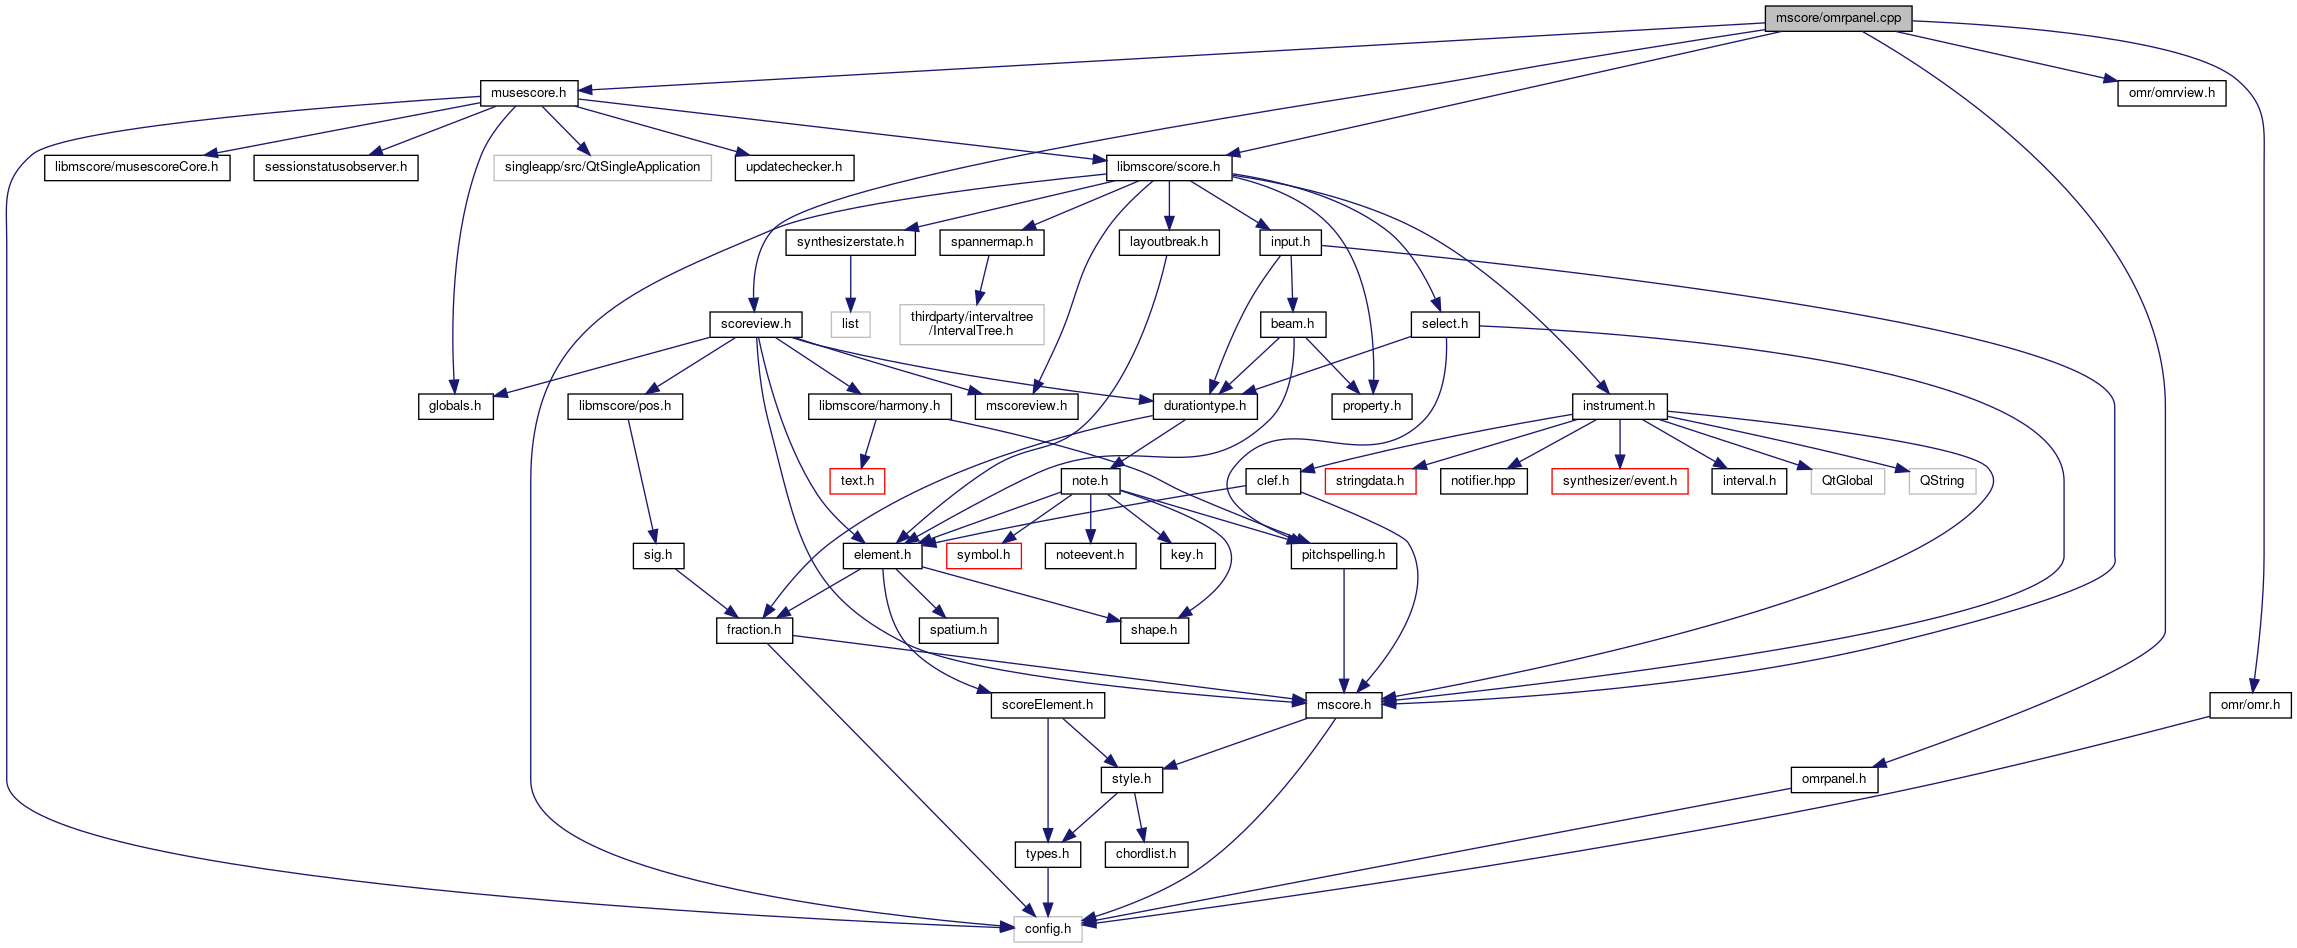 mscore/omrpanel.cpp
musescore.h
omr/omrview.h
libmscore/musescoreCore.h
sessionstatusobserver.h
singleapp/src/QtSingleApplication
updatechecker.h
libmscore/score.h
synthesizerstate.h
spannermap.h
layoutbreak.h
input.h
scoreview.h
list
thirdparty/intervaltree
/IntervalTree.h
beam.h
select.h
globals.h
libmscore/pos.h
libmscore/harmony.h
mscoreview.h
durationtype.h
property.h
instrument.h
text.h
note.h
clef.h
stringdata.h
notifier.hpp
synthesizer/event.h
interval.h
QtGlobal
QString
sig.h
element.h
symbol.h
noteevent.h
key.h
pitchspelling.h
fraction.h
spatium.h
shape.h
scoreElement.h
mscore.h
omr/omr.h
style.h
omrpanel.h
types.h
chordlist.h
config.h